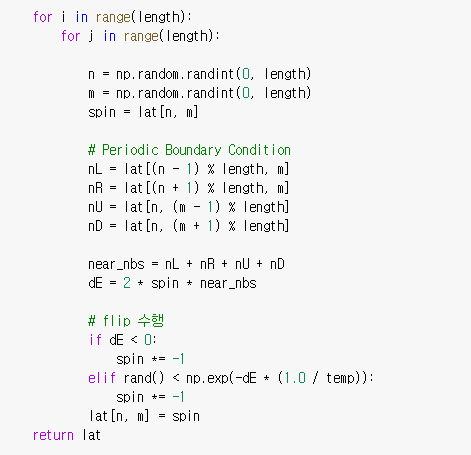 for i in range(length):
    for j in range(length):

        n = np.random.randint(0, length)
        m = np.random.randint(0, length)
        spin = lat[n, m]

        # Periodic Boundary Condition
        nL = lat[(n - 1) % length, m]
        nR = lat[(n + 1) % length, m]
        nU = lat[n, (m - 1) % length]
        nD = lat[n, (m + 1) % length]

        near_nbs = nL + nR + nU + nD
        dE = 2 * spin * near_nbs

        # flip 수행
        if dE < 0:
            spin *= -1
        elif rand() < np.exp(-dE * (1.0 / temp)):
            spin *= -1
        lat[n, m] = spin
return lat